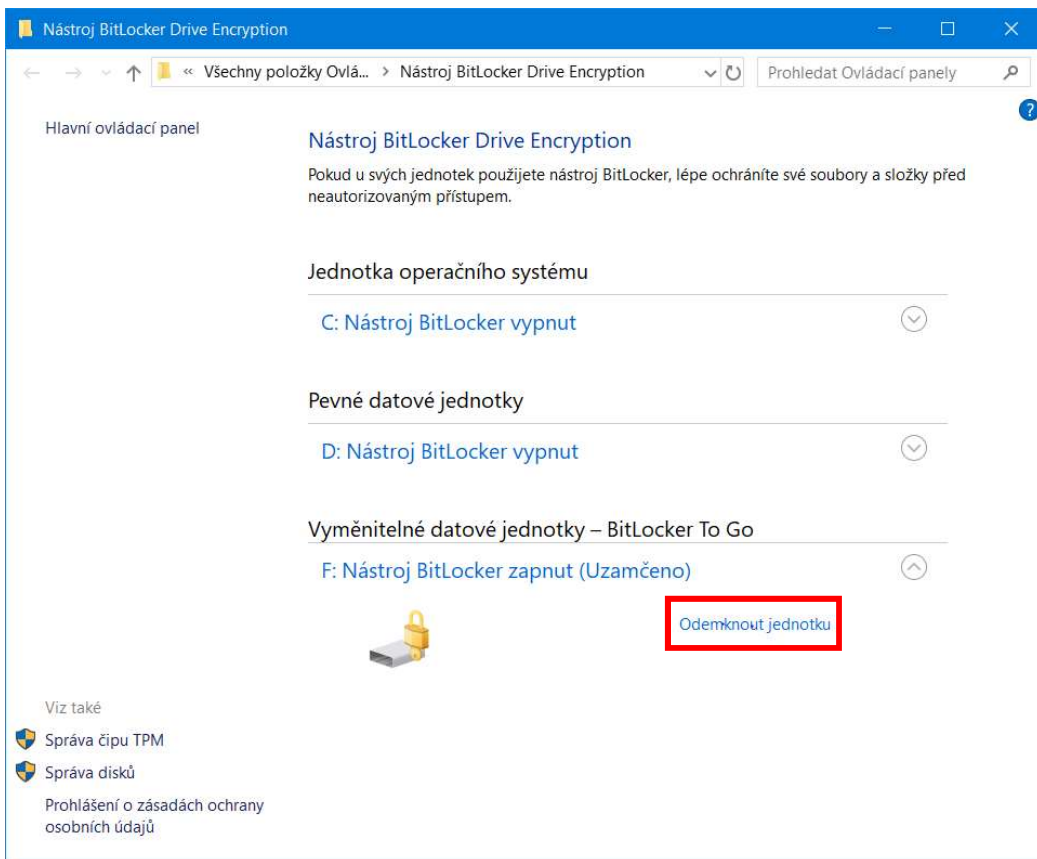 Nástroj BitLocker Drive Encryption
« Všechny položky Ovlá... > Nástroj BitLocker Drive Encryption
Prohledat Ovládací panely
?
Hlavní ovládací panel
Nástroj BitLocker Drive Encryption
Pokud u svých jednotek použijete nástroj BitLocker, lépe ochráníte své soubory a složky před
neautorizovaným přístupem.
Jednotka operačního systému
C: Nástroj BitLocker vypnut
Pevné datové jednotky
D: Nástroj BitLocker vypnut
Vyměnitelné datové jednotky – BitLocker To Go
F: Nástroj BitLocker zapnut (Uzamčeno)
Odemknout jednotku
Viz také
Správa čipu TPM
Správa disků
Prohlášení o zásadách ochrany
osobních údajů